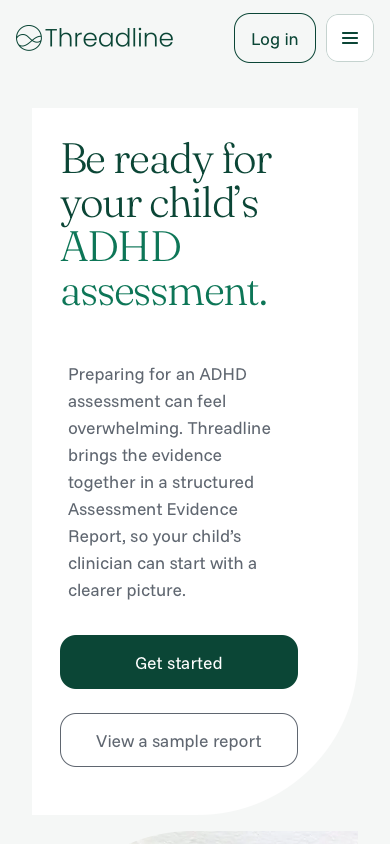 Threadline
Log in
Be ready for
your child’s
ADHD
assessment.
Preparing for an ADHD
assessment can feel
overwhelming. Threadline
brings the evidence
together in a structured
Assessment Evidence
Report, so your child’s
clinician can start with a
clearer picture.
Get started
View a sample report